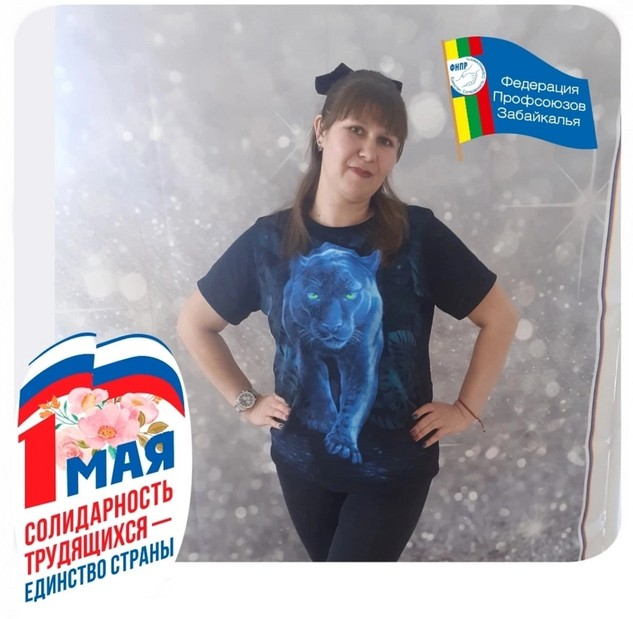 ФНПР
Федерация
Профсоюзов
Забайкалья
1 МАЯ
СОЛИДАРНОСТЬ
ТРУДЯЩИХСЯ —
ЕДИНСТВО СТРАНЫ